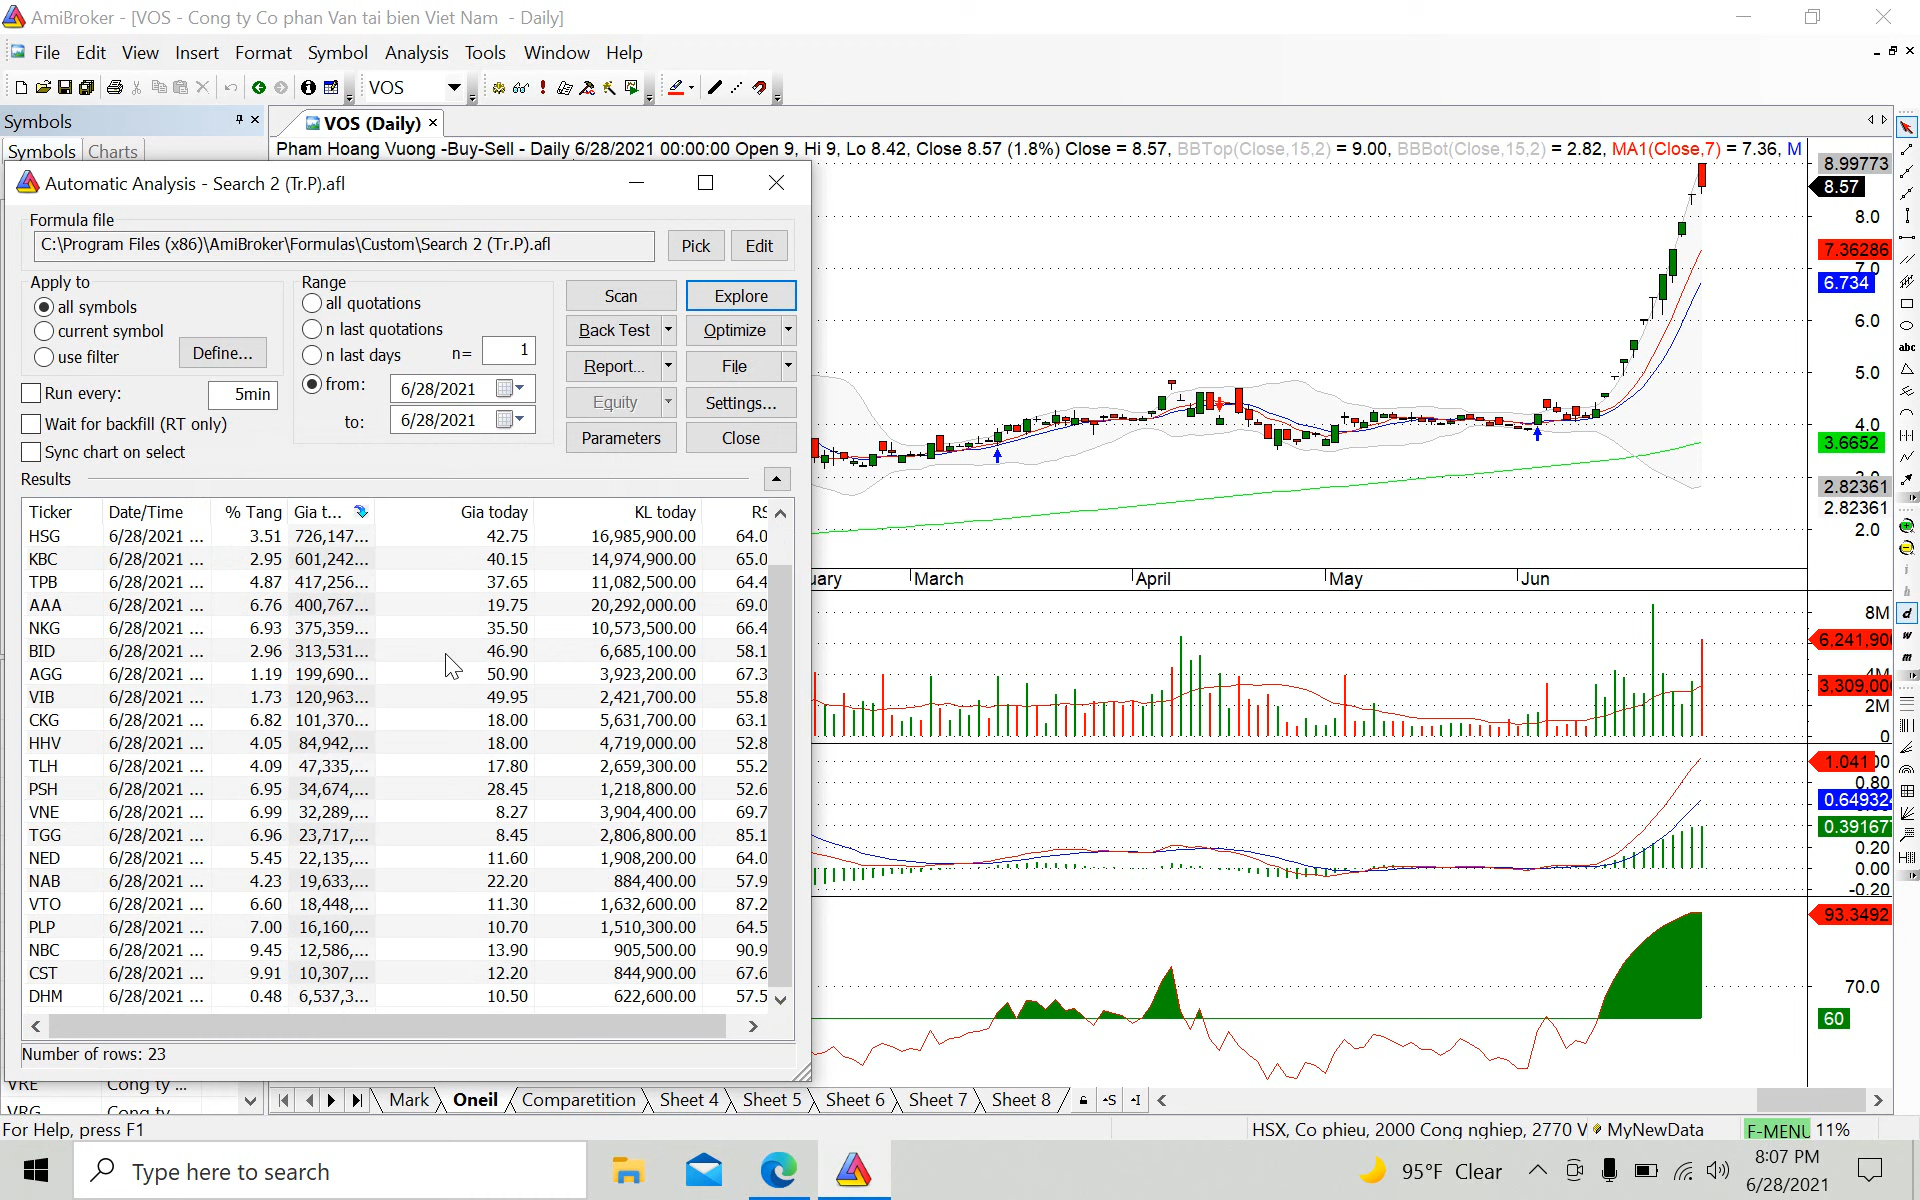 AmiBroker - [VOS - Cong ty Co phan Van tai bien Viet Nam - Daily]
File Edit View Insert Format Symbol Analysis Tools Window Help
VOS
Symbols
VOS (Daily)
Symbols Charts
Pham Hoang Vuong -Buy-Sell - Daily 6/28/2021 00:00:00 Open 9, Hi 9, Lo 8.42, Close 8.57 (1.8%) Close = 8.57, BBTop(Close,15,2) = 9.00, BBBot(Close,15,2) = 2.82, MA1(Close,7) = 7.36, M
Automatic Analysis - Search 2 (Tr.P).afl
Formula file
C:\Program Files (x86)\AmiBroker\Formulas\Custom\Search 2 (Tr.P).afl
Pick Edit
Apply to
all symbols
current symbol
use filter
Define...
Range
all quotations
n last quotations
n last days n= 1
from: 6/28/2021
to: 6/28/2021
Scan Explore
Back Test Optimize
Report... File
Equity Settings...
Parameters Close
Run every: 5min
Wait for backfill (RT only)
Sync chart on select
Results
Ticker Date/Time % Tang Gia t... Gia today KL today RS
HSG 6/28/2021 ... 3.51 726,147... 42.75 16,985,900.00 64.0
KBC 6/28/2021 ... 2.95 601,242... 40.15 14,974,900.00 65.0
TPB 6/28/2021 ... 4.87 417,256... 37.65 11,082,500.00 64.4
AAA 6/28/2021 ... 6.76 400,767... 19.75 20,292,000.00 69.0
NKG 6/28/2021 ... 6.93 375,359... 35.50 10,573,500.00 66.4
BID 6/28/2021 ... 2.96 313,531... 46.90 6,685,100.00 58.1
AGG 6/28/2021 ... 1.19 199,690... 50.90 3,923,200.00 67.3
VIB 6/28/2021 ... 1.73 120,963... 49.95 2,421,700.00 55.8
CKG 6/28/2021 ... 6.82 101,370... 18.00 5,631,700.00 63.1
HHV 6/28/2021 ... 4.05 84,942,... 18.00 4,719,000.00 52.8
TLH 6/28/2021 ... 4.09 47,335,... 17.80 2,659,300.00 55.2
PSH 6/28/2021 ... 6.95 34,674,... 28.45 1,218,800.00 52.6
VNE 6/28/2021 ... 6.99 32,289,... 8.27 3,904,400.00 69.7
TGG 6/28/2021 ... 6.96 23,717,... 8.45 2,806,800.00 85.1
NED 6/28/2021 ... 5.45 22,135,... 11.60 1,908,200.00 64.0
NAB 6/28/2021 ... 4.23 19,633,... 22.20 884,400.00 57.9
VTO 6/28/2021 ... 6.60 18,448,... 11.30 1,632,600.00 87.2
PLP 6/28/2021 ... 7.00 16,160,... 10.70 1,510,300.00 64.5
NBC 6/28/2021 ... 9.45 12,586,... 13.90 905,500.00 90.9
CST 6/28/2021 ... 9.91 10,307,... 12.20 844,900.00 67.6
DHM 6/28/2021 ... 0.48 6,537,3... 10.50 622,600.00 57.5
Number of rows: 23
VRE Cong ty ...
VRG Cong ty
8.99773
8.57
8.0
7.36286
7.0
6.734
6.0
5.0
4.0
3.6652
3.0
2.82361
2.82361
2.0
uary March April May Jun
8M
6,241,90
4M
3,309,00
2M
0
1.041
0.80
0.649324
0.39167
0.20
0.00
-0.20
93.3492
70.0
60
abc
i
h
d
w
m
Mark Oneil Comparetition Sheet 4 Sheet 5 Sheet 6 Sheet 7 Sheet 8
For Help, press F1
HSX, Co phieu, 2000 Cong nghiep, 2770 V MyNewData F-MENU 11%
Type here to search
95°F Clear
8:07 PM
6/28/2021